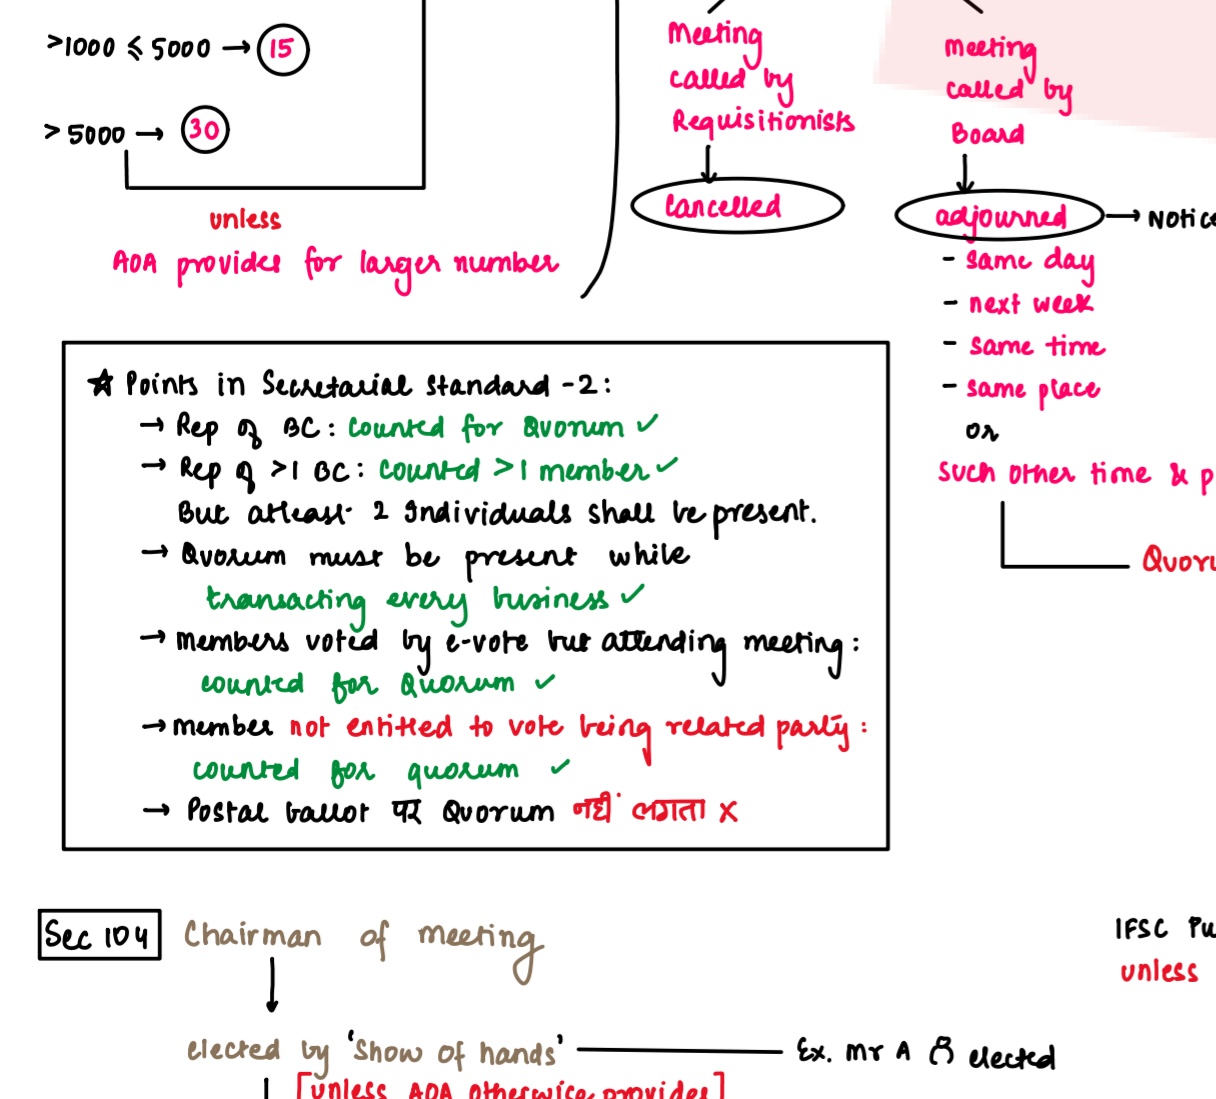 >1000 ≤ 5000 → 15
> 5000 → 30
unless
AOA provides for larger number
Meeting
called by
Requisitionists
Cancelled
Meeting
called by
Board
adjourned → Notice
- same day
- next week
- same time
- same place
or
such other time & p
Quoru
☆ Points in Secretarial Standard -2:
→ Rep of BC: counted for Quorum ✓
→ Rep of >1 BC: counted >1 member ✓
But atleast 2 Individuals shall be present.
→ Quorum must be present while
transacting every business ✓
→ Members voted by e-vote but attending meeting:
counted for Quorum ✓
→ member not entitled to vote being related party:
counted for quorum ✓
→ Postal ballot पर Quorum नहीं लगता x
Sec 104 Chairman of meeting
elected by 'show of hands' Ex. Mr A elected
[unless AOA otherwise provides]
IFSC Pu
unless